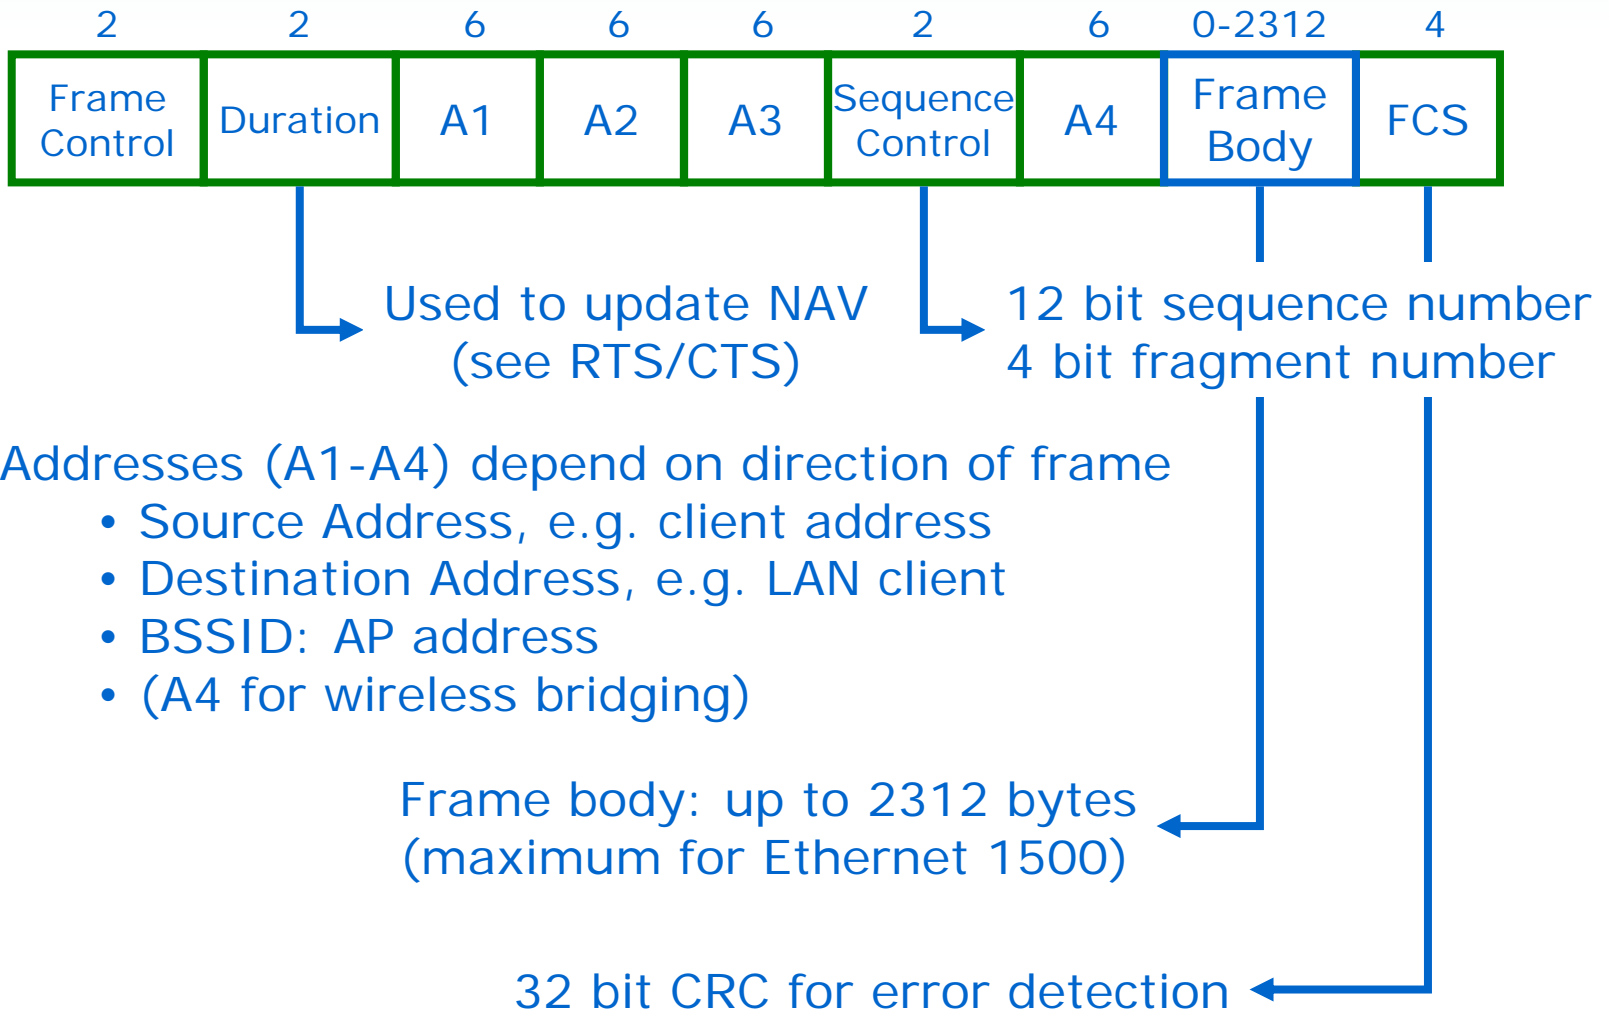 2 2 6 6 6 2 6 0-2312 4
Frame Control Duration A1 A2 A3 Sequence Control A4 Frame Body FCS
Used to update NAV
(see RTS/CTS)
12 bit sequence number
4 bit fragment number
Addresses (A1-A4) depend on direction of frame
• Source Address, e.g. client address
• Destination Address, e.g. LAN client
• BSSID: AP address
• (A4 for wireless bridging)
Frame body: up to 2312 bytes
(maximum for Ethernet 1500)
32 bit CRC for error detection